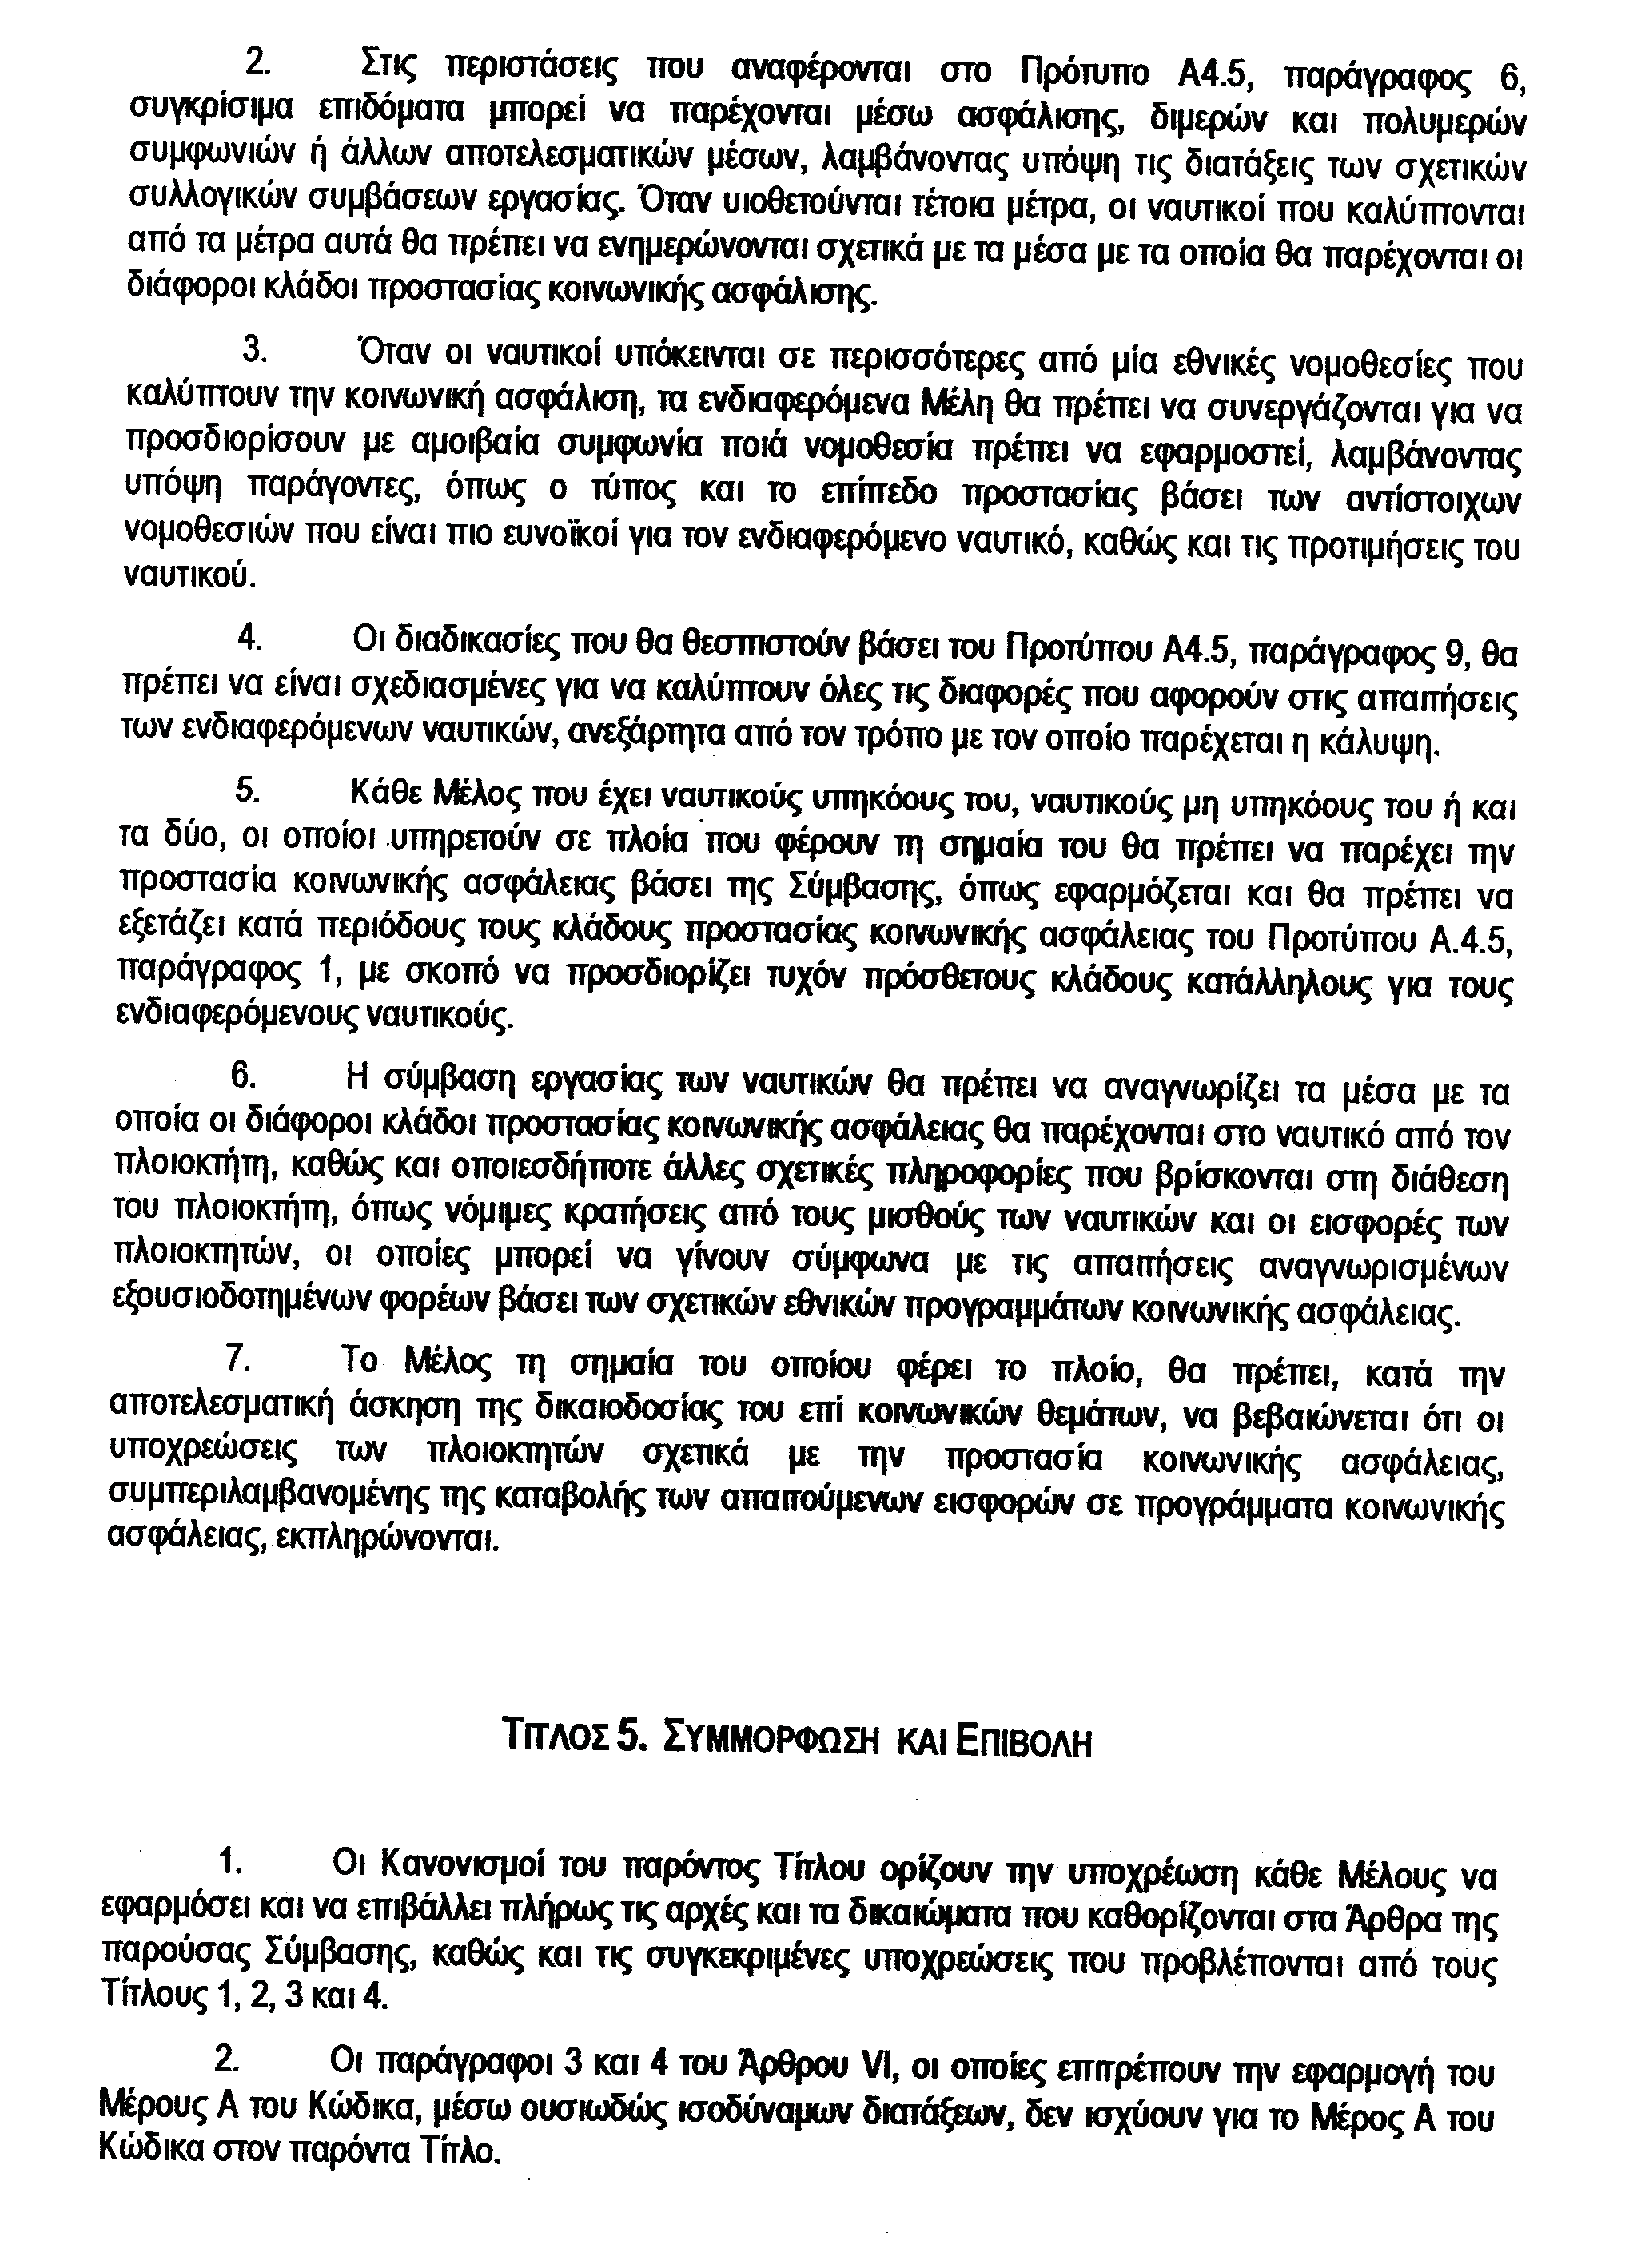 2. Στις περιστάσεις που αναφέρονται στο Πρότυπο Α4.5, παράγραφος 6,
συγκρίσιμα επιδόματα μπορεί να παρέχονται μέσω ασφάλισης, διμερών και πολυμερών
συμφωνιών ή άλλων αποτελεσματικών μέσων, λαμβάνοντας υπόψη τις διατάξεις των σχετικών
συλλογικών συμβάσεων εργασίας. Όταν υιοθετούνται τέτοια μέτρα, οι ναυτικοί που καλύπτονται
από τα μέτρα αυτά θα πρέπει να ενημερώνονται σχετικά με τα μέσα με τα οποία θα παρέχονται οι
διάφοροι κλάδοι προστασίας κοινωνικής ασφάλισης.
3. Όταν οι ναυτικοί υπόκεινται σε περισσότερες από μία εθνικές νομοθεσίες που
καλύπτουν την κοινωνική ασφάλιση, τα ενδιαφερόμενα Μέλη θα πρέπει να συνεργάζονται για να
προσδιορίσουν με αμοιβαία συμφωνία ποιά νομοθεσία πρέπει να εφαρμοστεί, λαμβάνοντας
υπόψη παράγοντες, όπως ο τύπος και το επίπεδο προστασίας βάσει των αντίστοιχων
νομοθεσιών που είναι πιο ευνοϊκοί για τον ενδιαφερόμενο ναυτικό, καθώς και τις προτιμήσεις του
ναυτικού.
4. Οι διαδικασίες που θα θεσπιστούν βάσει του Προτύπου Α4.5, παράγραφος 9, θα
πρέπει να είναι σχεδιασμένες για να καλύπτουν όλες τις διαφορές που αφορούν στις απαιτήσεις
των ενδιαφερόμενων ναυτικών, ανεξάρτητα από τον τρόπο με τον οποίο παρέχεται η κάλυψη.
5. Κάθε Μέλος που έχει ναυτικούς υπηκόους του, ναυτικούς μη υπηκόους του ή και
τα δύο, οι οποίοι υπηρετούν σε πλοία που φέρουν τη σημαία του θα πρέπει να παρέχει την
προστασία κοινωνικής ασφάλειας βάσει της Σύμβασης, όπως εφαρμόζεται και θα πρέπει να
εξετάζει κατά περιόδους τους κλάδους προστασίας κοινωνικής ασφάλειας του Προτύπου Α.4.5,
παράγραφος 1, με σκοπό να προσδιορίζει τυχόν πρόσθετους κλάδους κατάλληλους για τους
ενδιαφερόμενους ναυτικούς.
6. Η σύμβαση εργασίας των ναυτικών θα πρέπει να αναγνωρίζει τα μέσα με τα
οποία οι διάφοροι κλάδοι προστασίας κοινωνικής ασφάλειας θα παρέχονται στο ναυτικό από τον
πλοιοκτήτη, καθώς και οποιεσδήποτε άλλες σχετικές πληροφορίες που βρίσκονται στη διάθεση
του πλοιοκτήτη, όπως νόμιμες κρατήσεις από τους μισθούς των ναυτικών και οι εισφορές των
πλοιοκτητών, οι οποίες μπορεί να γίνουν σύμφωνα με τις απαιτήσεις αναγνωρισμένων
εξουσιοδοτημένων φορέων βάσει των σχετικών εθνικών προγραμμάτων κοινωνικής ασφάλειας.
7. Το Μέλος τη σημαία του οποίου φέρει το πλοίο, θα πρέπει, κατά την
αποτελεσματική άσκηση της δικαιοδοσίας του επί κοινωνικών θεμάτων, να βεβαιώνεται ότι οι
υποχρεώσεις των πλοιοκτητών σχετικά με την προστασία κοινωνικής ασφάλειας,
συμπεριλαμβανομένης της καταβολής των απαιτούμενων εισφορών σε προγράμματα κοινωνικής
ασφάλειας, εκπληρώνονται.
ΤΙΤΛΟΣ 5. ΣΥΜΜΟΡΦΩΣΗ ΚΑΙ ΕΠΙΒΟΛΗ
1. Οι Κανονισμοί του παρόντος Τίτλου ορίζουν την υποχρέωση κάθε Μέλους να
εφαρμόσει και να επιβάλλει πλήρως τις αρχές και τα δικαιώματα που καθορίζονται στα Άρθρα της
παρούσας Σύμβασης, καθώς και τις συγκεκριμένες υποχρεώσεις που προβλέπονται από τους
Τίτλους 1, 2, 3 και 4.
2. Οι παράγραφοι 3 και 4 του Άρθρου VI, οι οποίες επιτρέπουν την εφαρμογή του
Μέρους Α του Κώδικα, μέσω ουσιωδώς ισοδύναμων διατάξεων, δεν ισχύουν για το Μέρος Α του
Κώδικα στον παρόντα Τίτλο.